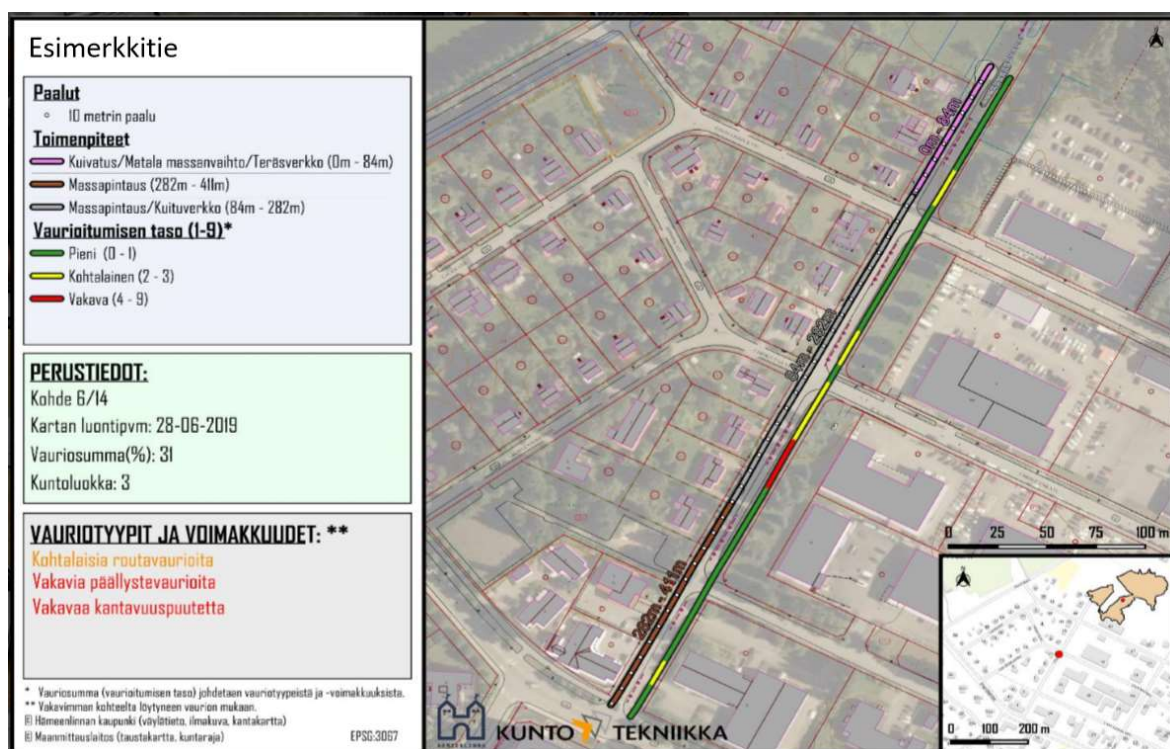 Esimerkkitie
Paalut
10 metrin paalu
Toimenpiteet
Kuivatus/Matala massanvaihto/Teräsverkko (0m - 84m)
Massapintaus (282m - 411m)
Massapintaus/Kuituverkko (84m - 282m)
Vaurioitumisen taso (1-9)*
Pieni (0 - 1)
Kohtalainen (2 - 3)
Vakava (4 - 9)
PERUSTIEDOT:
Kohde 6/14
Kartan luontipvm: 28-06-2019
Vauriosumma(%): 31
Kuntoluokka: 3
VAURIOTYYPIT JA VOIMAKKUUDET: **
Kohtalaisia routavaurioita
Vakavia päällystevaurioita
Vakavaa kantavuuspuutetta
* Vauriosumma (vaurioitumisen taso) johdetaan vauriotyypeistä ja -voimakkuuksista.
** Vakavimman kohteelta löytyneen vaurion mukaan.
Hämeenlinnan kaupunki (väylätieto, ilmakuva, kantakartta)
Maanmittauslaitos (taustakartta, kuntaraja)
EPSG:3067
0m - 84m
84m - 282m
282m - 411m
0 25 50 75 100 m
0 100 200 m
KUNTO TEKNIIKKA